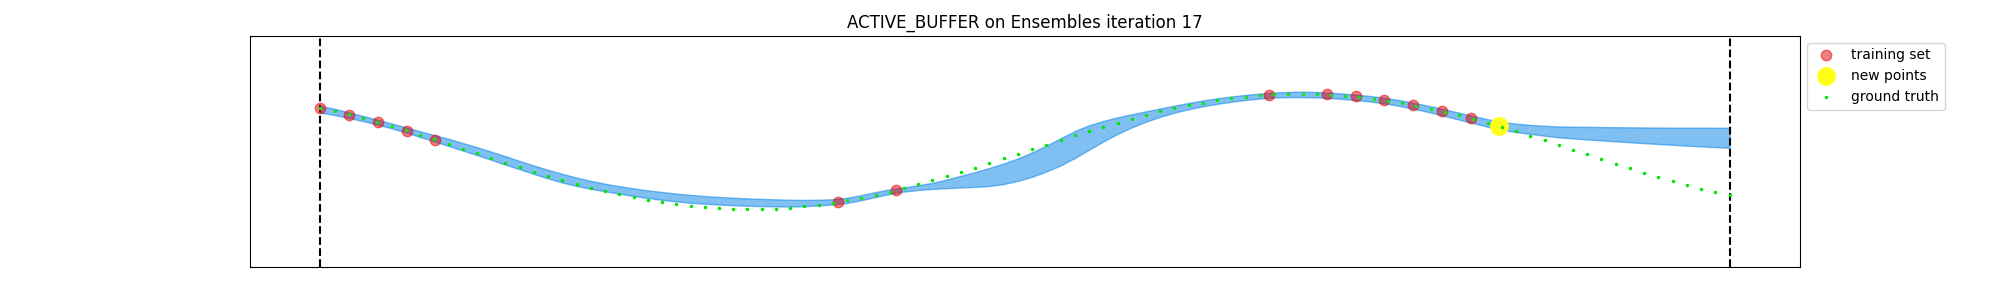 ACTIVE_BUFFER on Ensembles iteration 17
training set
new points
ground truth